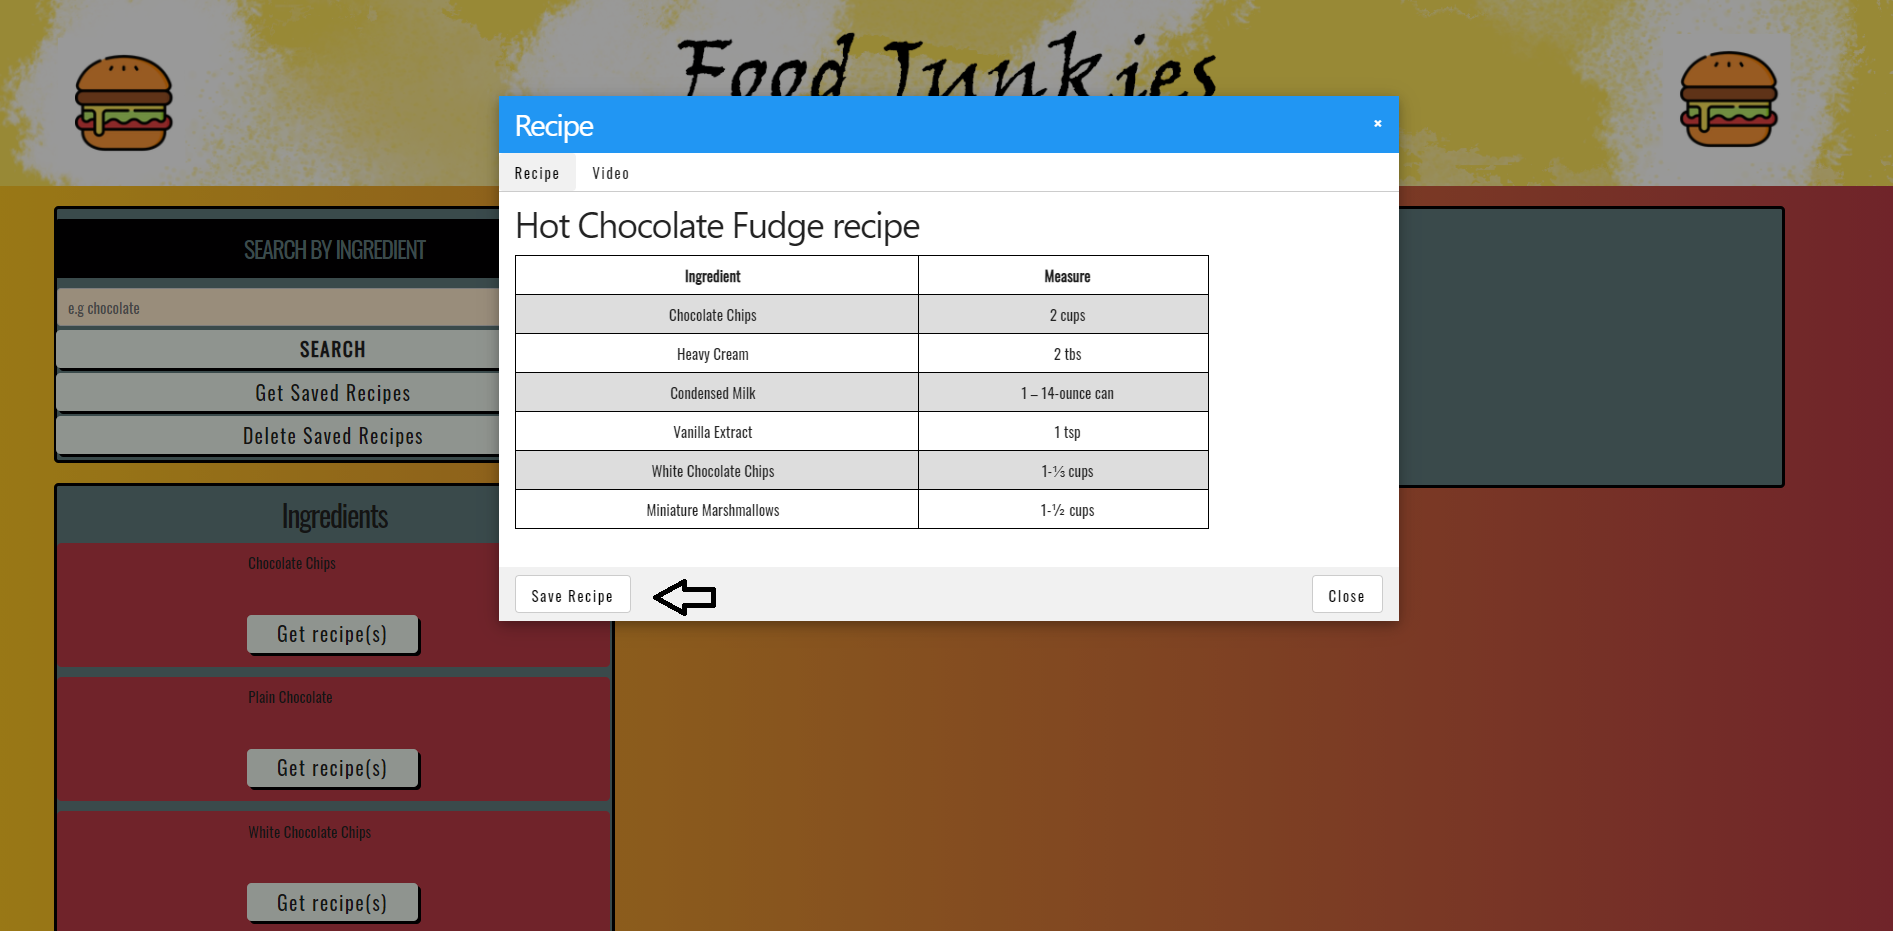 Food Junkies
Recipe
×
Recipe Video
Hot Chocolate Fudge recipe
Ingredient Measure
Chocolate Chips 2 cups
Heavy Cream 2 tbs
Condensed Milk 1 – 14-ounce can
Vanilla Extract 1 tsp
White Chocolate Chips 1-⅓ cups
Miniature Marshmallows 1-½ cups
Save Recipe Close
SEARCH BY INGREDIENT
e.g chocolate
SEARCH
Get Saved Recipes
Delete Saved Recipes
Ingredients
Chocolate Chips
Get recipe(s)
Plain Chocolate
Get recipe(s)
White Chocolate Chips
Get recipe(s)